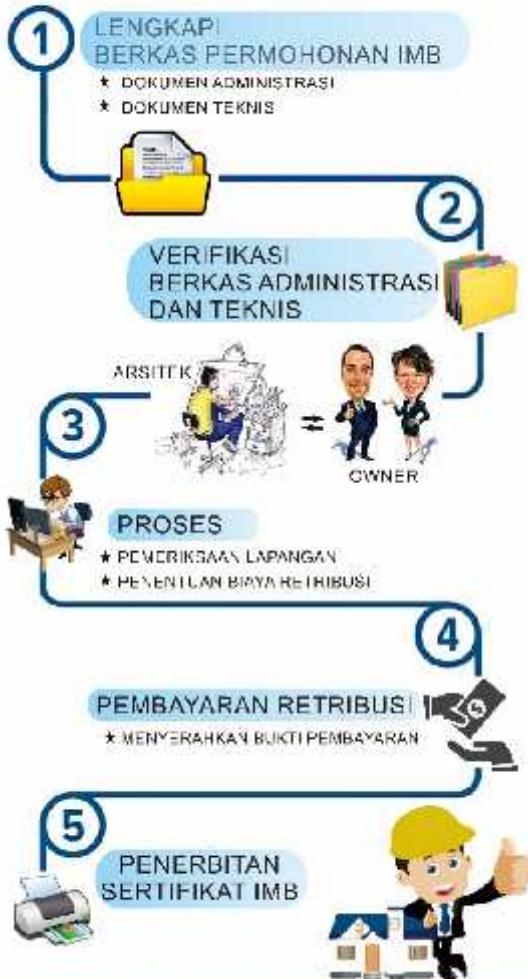 1
LENGKAPI
BERKAS PERMOHONAN IMB
★ DOKUMEN ADMINISTRASI
★ DOKUMEN TEKNIS
2
VERIFIKASI
BERKAS ADMINISTRASI
DAN TEKNIS
ARSITEK
OWNER
3
PROSES
★ PEMERIKSAAN LAPANGAN
★ PENENTUAN BIAYA RETRIBUSI
4
PEMBAYARAN RETRIBUSI
★ MENYERAHKAN BUKTI PEMBAYARAN
5
PENERBITAN
SERTIFIKAT IMB